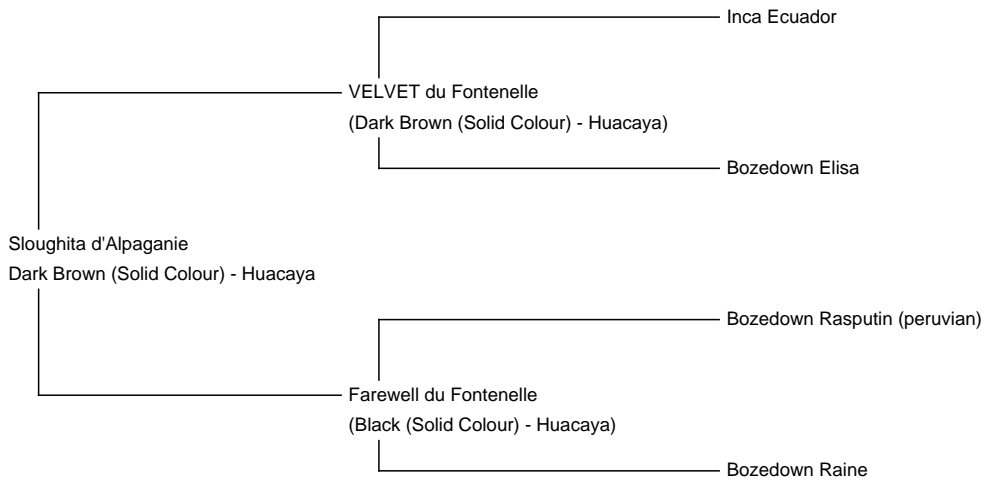 Inca Ecuador
VELVET du Fontenelle
(Dark Brown (Solid Colour) - Huacaya)
Bozedown Elisa
Sloughita d'Alpaganie
Dark Brown (Solid Colour) - Huacaya
Bozedown Rasputin (peruvian)
Farewell du Fontenelle
(Black (Solid Colour) - Huacaya)
Bozedown Raine